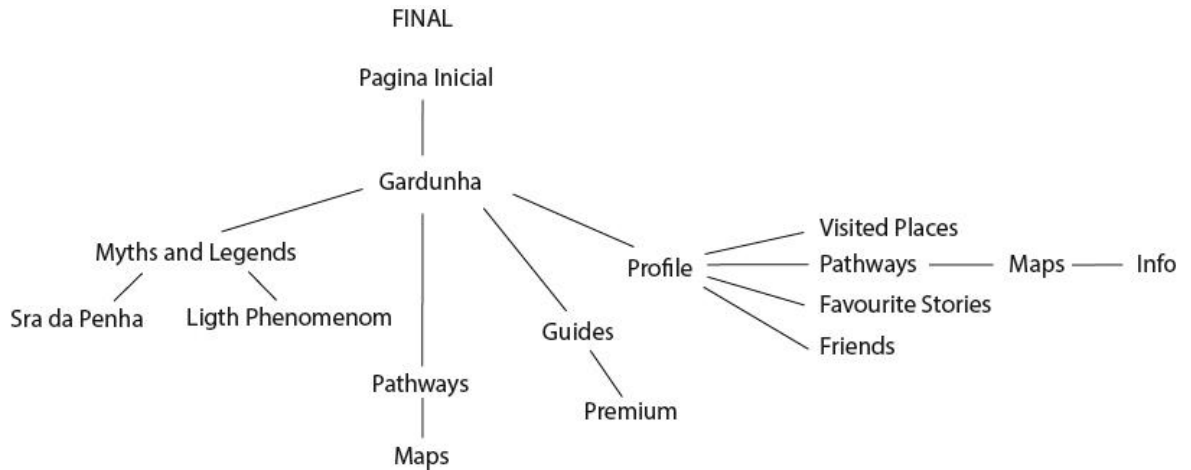 FINAL
Pagina Inicial
Gardunha
Myths and Legends
Sra da Penha
Ligth Phenomenom
Pathways
Maps
Guides
Premium
Profile
Visited Places
Pathways
Maps
Info
Favourite Stories
Friends